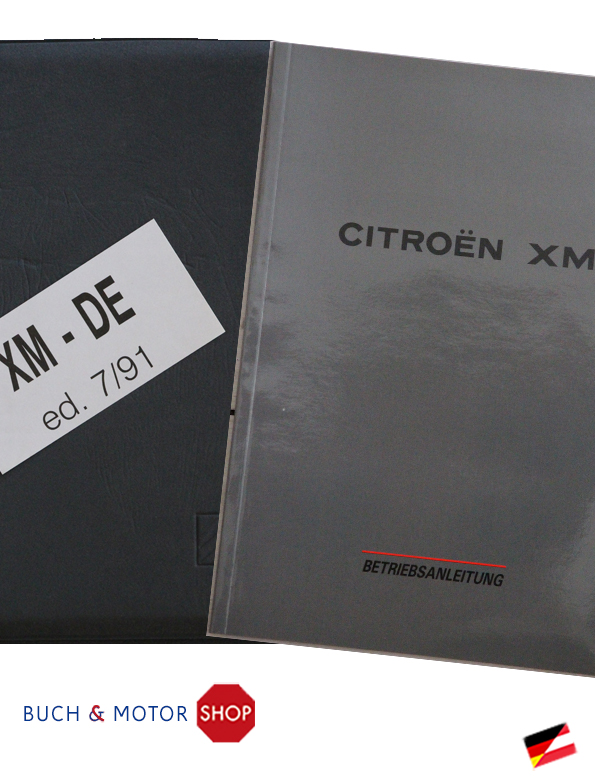 XM - DE
ed. 7/91
CITROËN XM
BETRIEBSANLEITUNG
BUCH & MOTOR SHOP